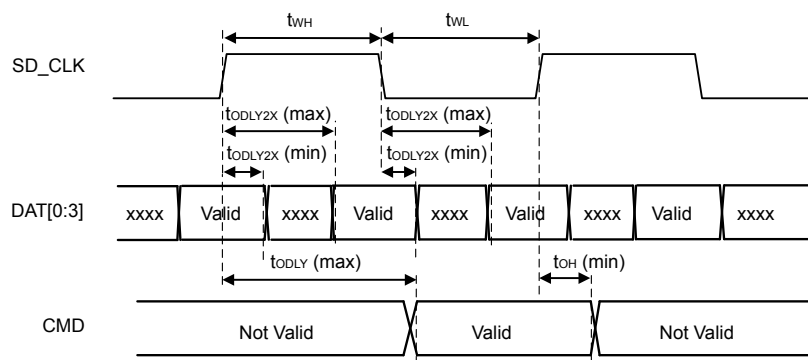 tWH tWL
SD_CLK
tODLY2X (max) tODLY2X (max)
tODLY2X (min) tODLY2X (min)
DAT[0:3] xxxx Valid xxxx Valid xxxx Valid xxxx Valid xxxx
tODLY (max) tOH (min)
CMD Not Valid Valid Not Valid